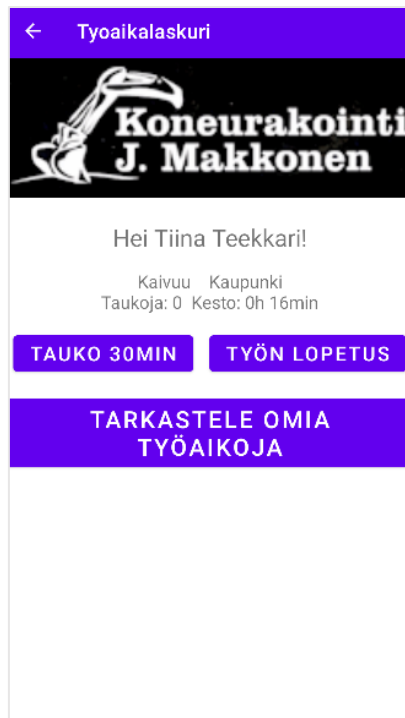 Tyoaikalaskuri
Koneurakointi
J. Makkonen
Hei Tiina Teekkari!
Kaivuu Kaupunki
Taukoja: 0 Kesto: 0h 16min
TAUKO 30MIN TYÖN LOPETUS
TARKASTELE OMIA
TYÖAIKOJA